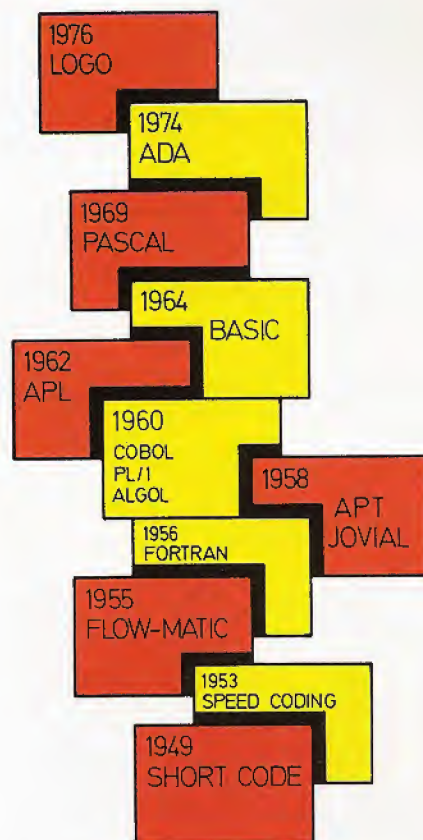 1976
LOGO
1974
ADA
1969
PASCAL
1964
BASIC
1962
APL
1960
COBOL
PL/1
ALGOL
1958
APT
JOVIAL
1956
FORTRAN
1955
FLOW-MATIC
1953
SPEED CODING
1949
SHORT CODE